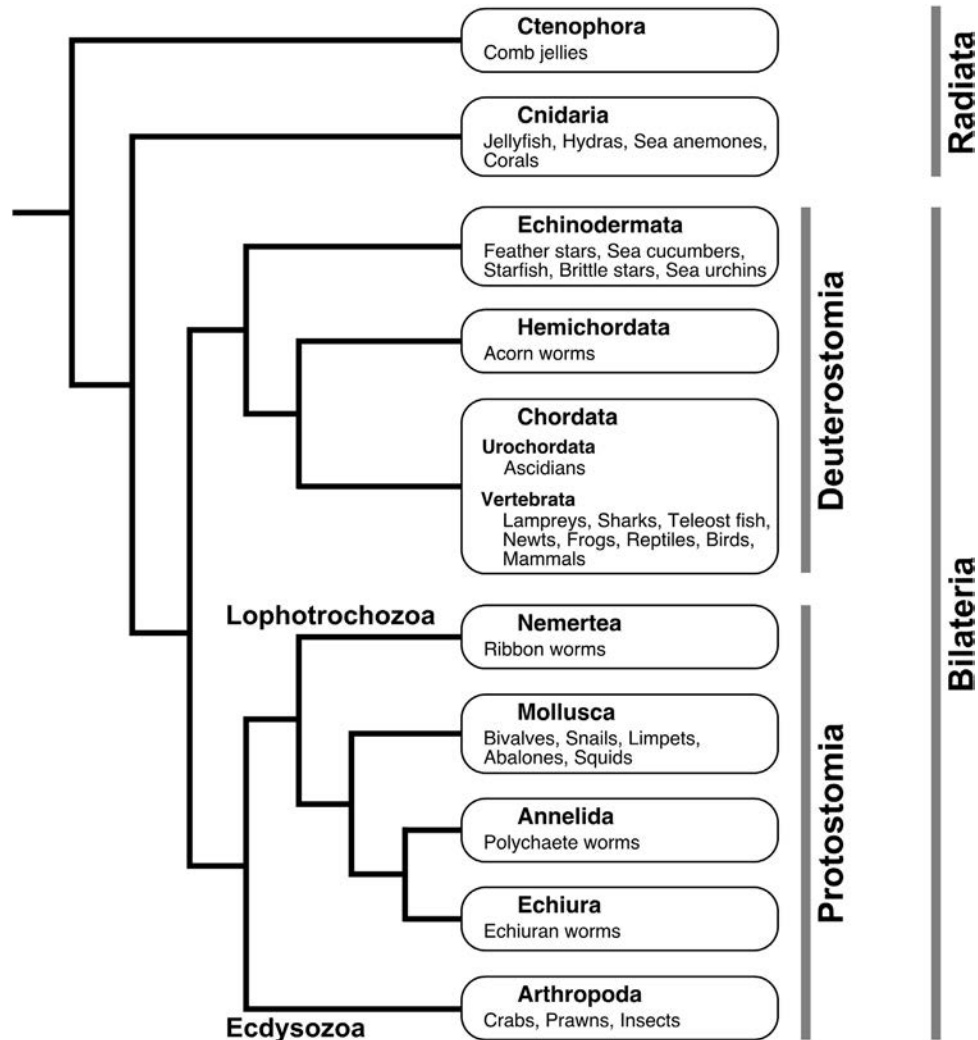 Ctenophora
Comb jellies
Cnidaria
Jellyfish, Hydras, Sea anemones,
Corals
Radiata
Echinodermata
Feather stars, Sea cucumbers,
Starfish, Brittle stars, Sea urchins
Hemichordata
Acorn worms
Chordata
Urochordata
Ascidians
Vertebrata
Lampreys, Sharks, Teleost fish,
Newts, Frogs, Reptiles, Birds,
Mammals
Deuterostomia
Lophotrochozoa
Nemertea
Ribbon worms
Mollusca
Bivalves, Snails, Limpets,
Abalones, Squids
Annelida
Polychaete worms
Echiura
Echiuran worms
Ecdysozoa
Arthropoda
Crabs, Prawns, Insects
Protostomia
Bilateria